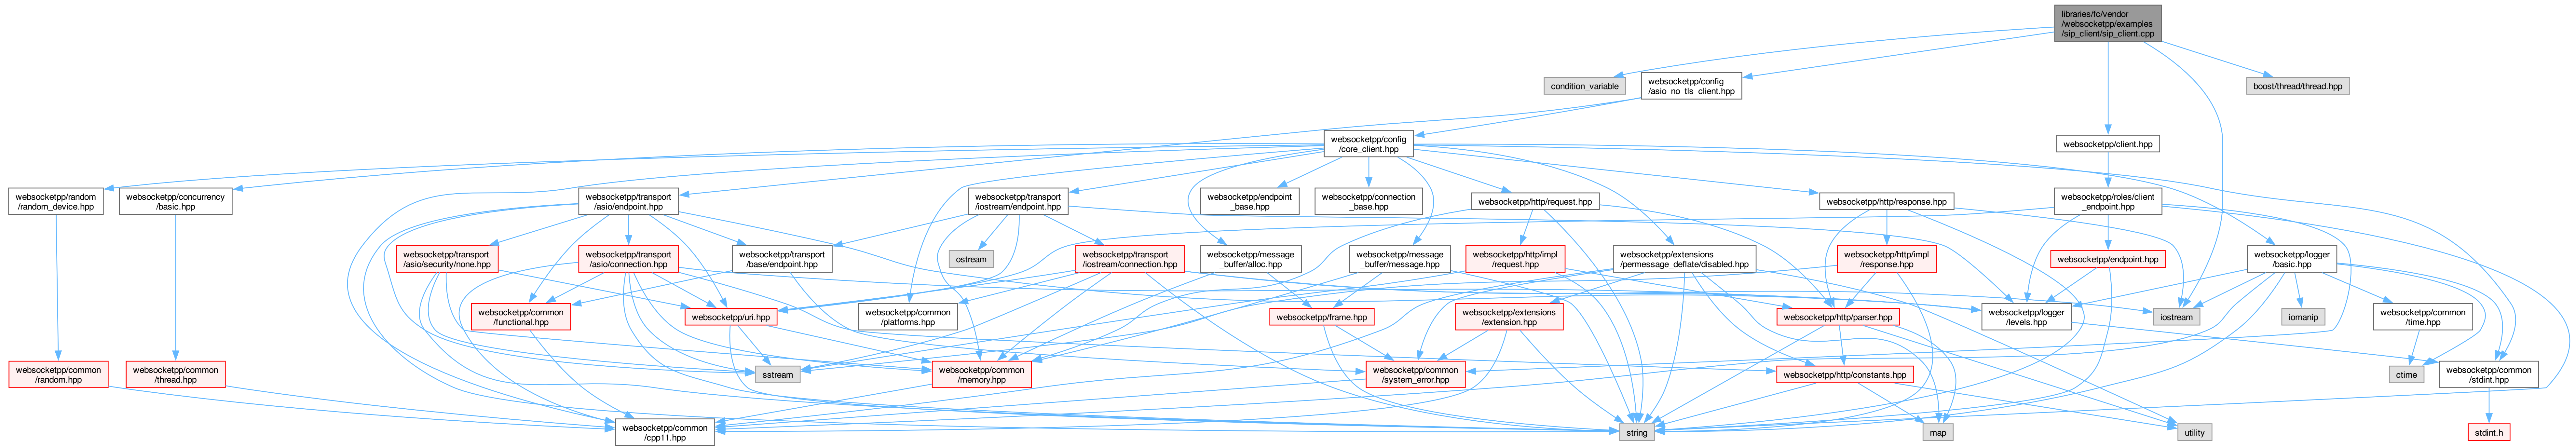 libraries/fc/vendor
/websocketpp/examples
/sip_client/sip_client.cpp
condition_variable
websocketpp/config
/asio_no_tls_client.hpp
boost/thread/thread.hpp
websocketpp/config
/core_client.hpp
websocketpp/client.hpp
websocketpp/random
/random_device.hpp
websocketpp/concurrency
/basic.hpp
websocketpp/transport
/asio/endpoint.hpp
websocketpp/transport
/iostream/endpoint.hpp
websocketpp/endpoint
_base.hpp
websocketpp/connection
_base.hpp
websocketpp/http/request.hpp
websocketpp/http/response.hpp
websocketpp/roles/client
_endpoint.hpp
websocketpp/transport
/asio/security/none.hpp
websocketpp/transport
/asio/connection.hpp
websocketpp/transport
/base/endpoint.hpp
ostream
websocketpp/transport
/iostream/connection.hpp
websocketpp/message
_buffer/alloc.hpp
websocketpp/message
_buffer/message.hpp
websocketpp/http/impl
/request.hpp
websocketpp/extensions
/permessage_deflate/disabled.hpp
websocketpp/http/impl
/response.hpp
websocketpp/endpoint.hpp
websocketpp/logger
/basic.hpp
websocketpp/common
/functional.hpp
websocketpp/uri.hpp
websocketpp/common
/platforms.hpp
websocketpp/frame.hpp
websocketpp/extensions
/extension.hpp
websocketpp/http/parser.hpp
websocketpp/logger
/levels.hpp
iostream
iomanip
websocketpp/common
/time.hpp
websocketpp/common
/random.hpp
websocketpp/common
/thread.hpp
sstream
websocketpp/common
/memory.hpp
websocketpp/common
/system_error.hpp
websocketpp/http/constants.hpp
ctime
websocketpp/common
/stdint.hpp
websocketpp/common
/cpp11.hpp
string
map
utility
stdint.h